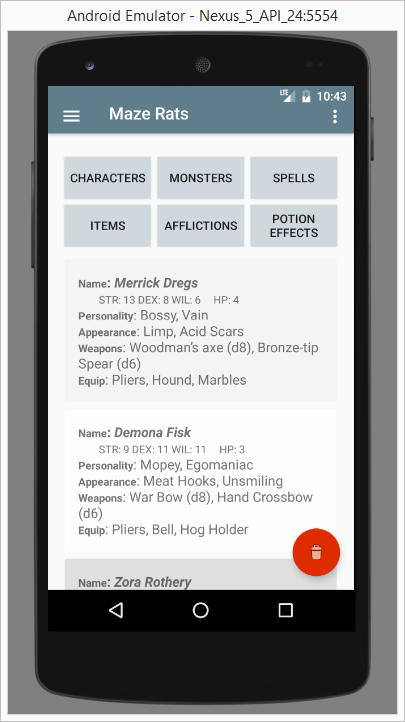 Android Emulator - Nexus_5_API_24:5554
LTE 10:43
Maze Rats
CHARACTERS MONSTERS SPELLS
ITEMS AFFLICTIONS POTION EFFECTS
Name: Merrick Dregs
STR: 13 DEX: 8 WIL: 6 HP: 4
Personality: Bossy, Vain
Appearance: Limp, Acid Scars
Weapons: Woodman's axe (d8), Bronze-tip
Spear (d6)
Equip: Pliers, Hound, Marbles
Name: Demona Fisk
STR: 9 DEX: 11 WIL: 11 HP: 3
Personality: Mopey, Egomaniac
Appearance: Meat Hooks, Unsmiling
Weapons: War Bow (d8), Hand Crossbow
(d6)
Equip: Pliers, Bell, Hog Holder
Name: Zora Rothery